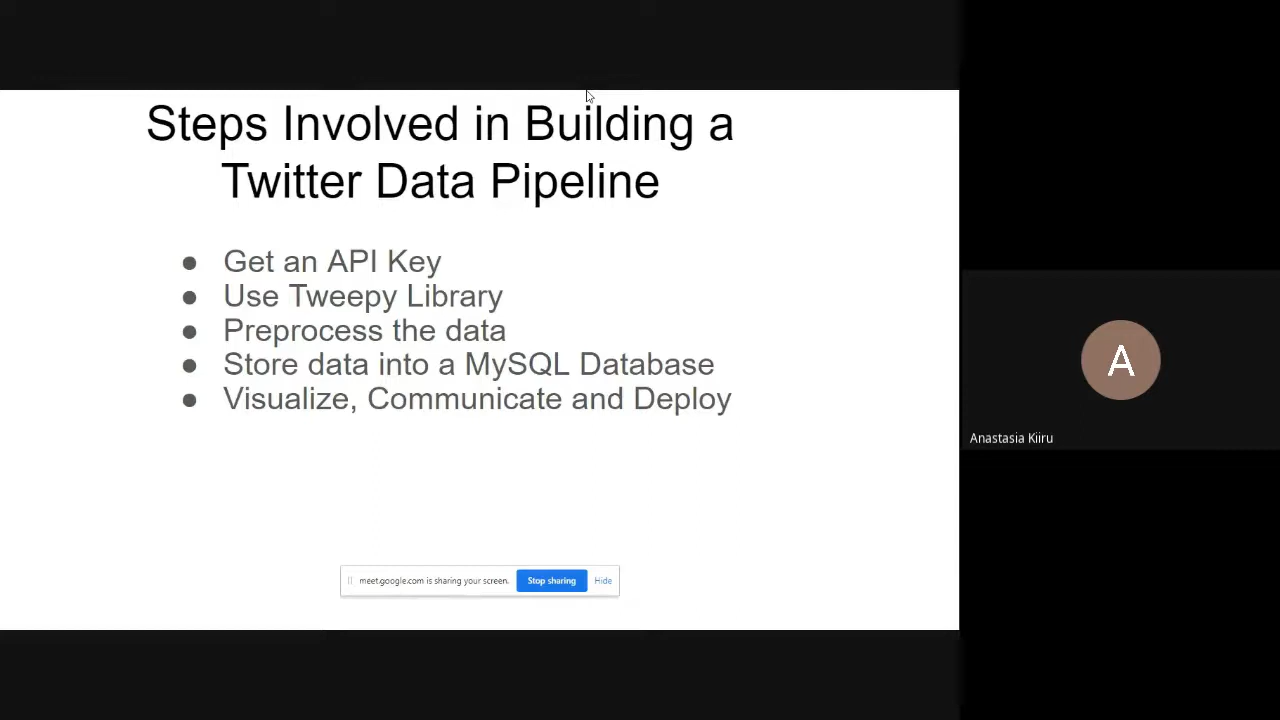 Steps Involved in Building a
Twitter Data Pipeline
● Get an API Key
● Use Tweepy Library
● Preprocess the data
● Store data into a MySQL Database
● Visualize, Communicate and Deploy
A
Anastasia Kiiru
meet.google.com is sharing your screen. Stop sharing Hide